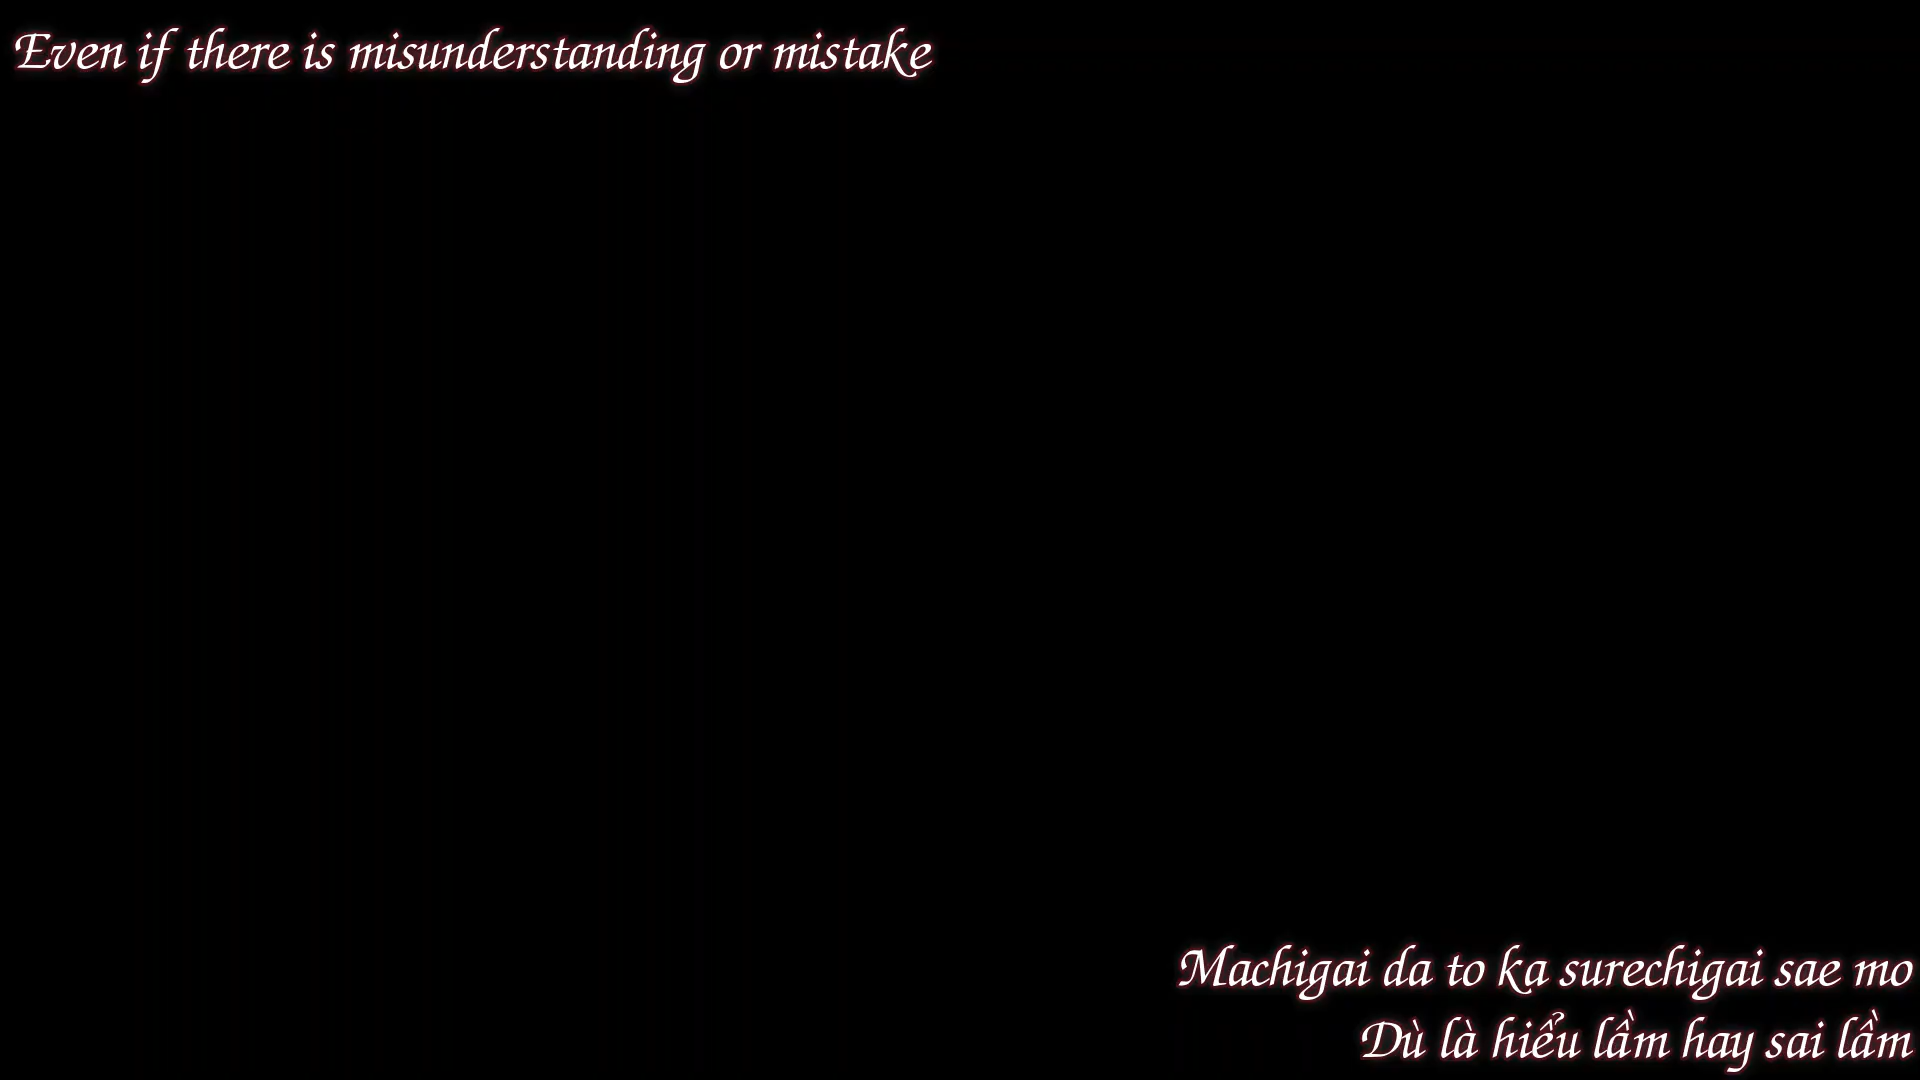 Even if there is misunderstanding or mistake
Machigai da to ka surechigai sae mo
Dù là hiểu lầm hay sai lầm